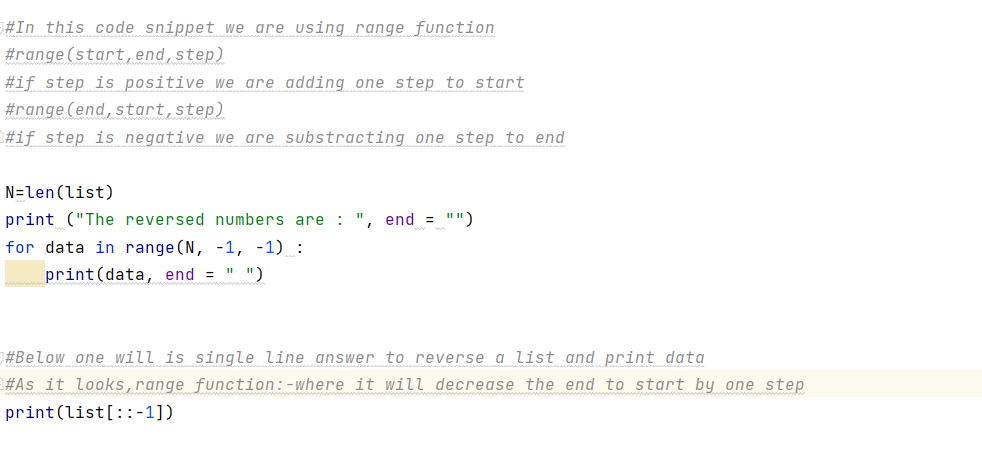 #In this code snippet we are using range function
#range(start,end,step)
#if step is positive we are adding one step to start
#range(end,start,step)
#if step is negative we are substracting one step to end
N=len(list)
print ("The reversed numbers are : ", end = "")
for data in range(N, -1, -1) :
    print(data, end = " ")
#Below one will is single line answer to reverse a list and print data
#As it looks,range function:-where it will decrease the end to start by one step
print(list[::-1])